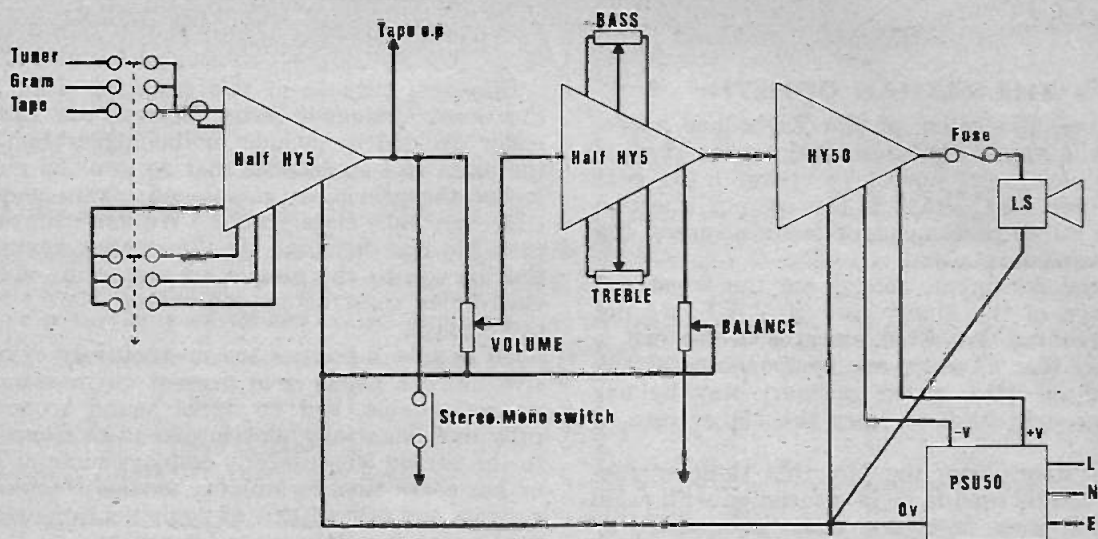 BASS
Tape o.p
Tuner
Gram
Tape
Half HY5
Half HY5
HY50
Fuse
L.S
TREBLE
VOLUME
BALANCE
Stereo.Mono switch
-V
+V
PSU50
L
N
E
0v